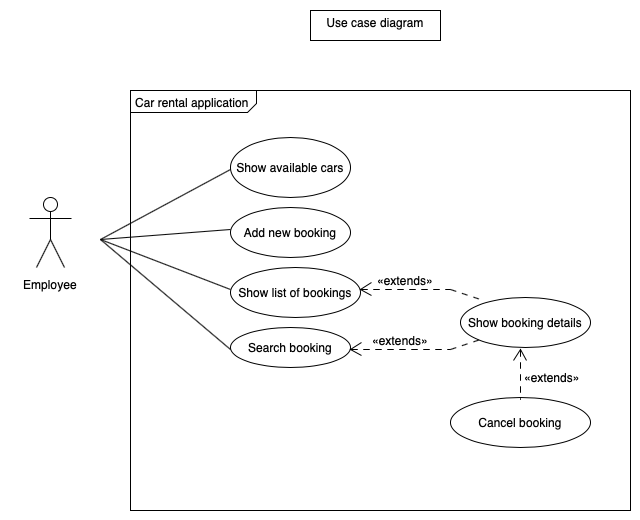 Use case diagram
Car rental application
Show available cars
Employee
Add new booking
Show list of bookings
«extends»
Show booking details
Search booking
«extends»
«extends»
Cancel booking